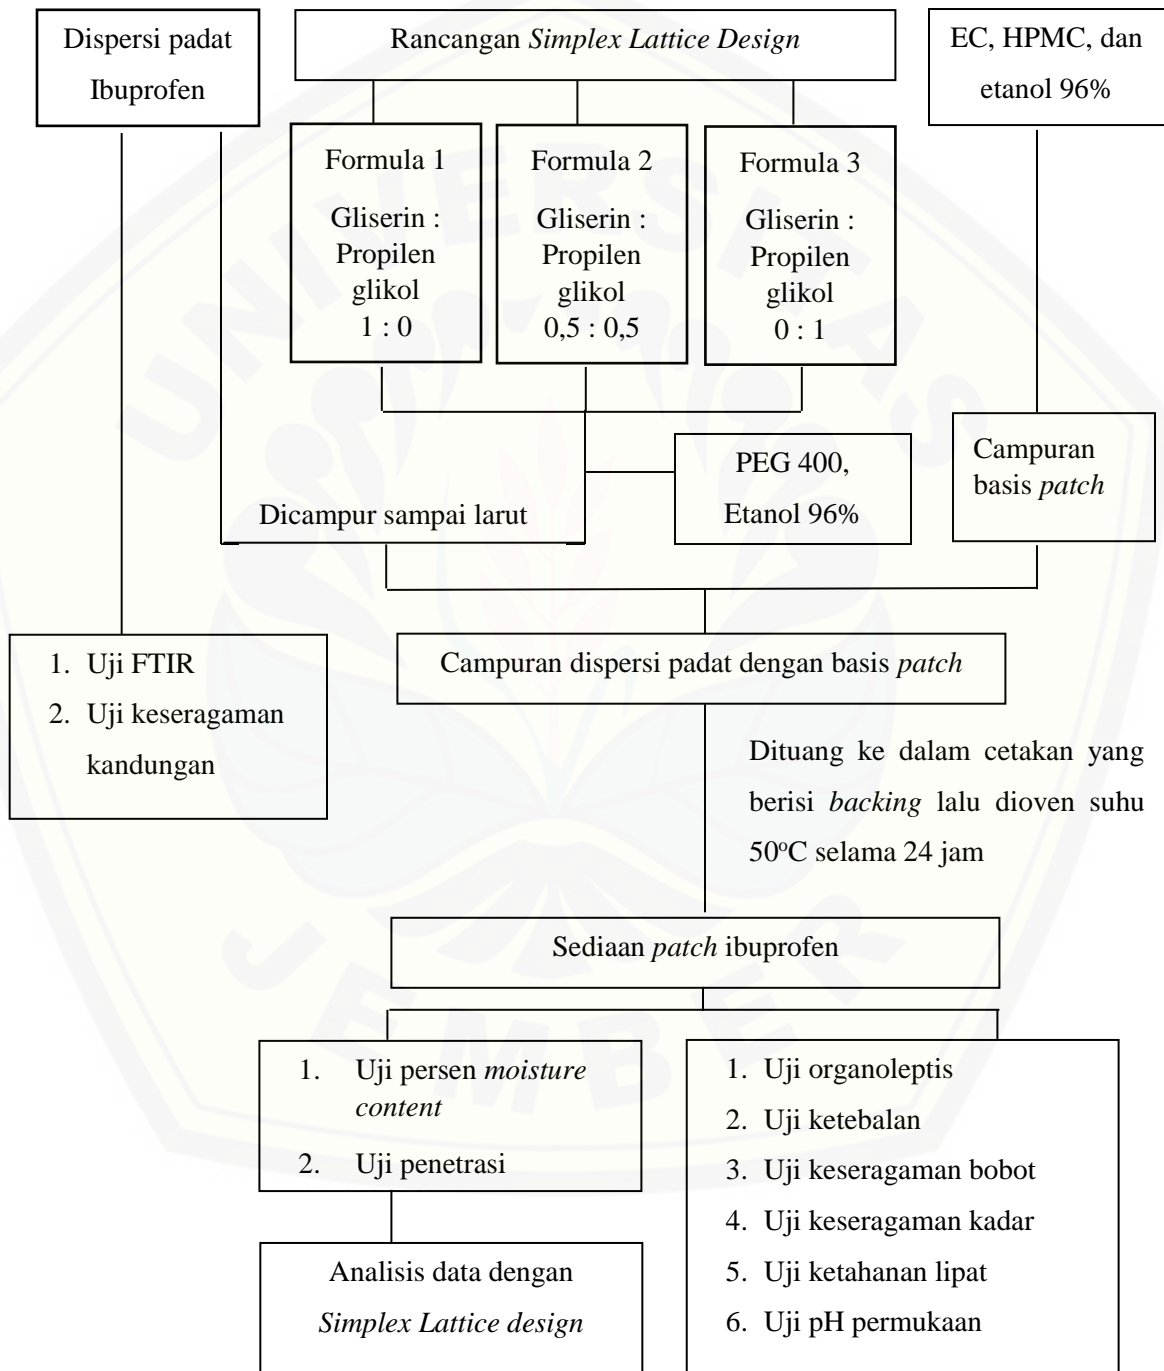 Dispersi padat
Ibuprofen
Rancangan Simplex Lattice Design
EC, HPMC, dan
etanol 96%
Formula 1
Gliserin :
Propilen
glikol
1 : 0
Formula 2
Gliserin :
Propilen
glikol
0,5 : 0,5
Formula 3
Gliserin :
Propilen
glikol
0 : 1
PEG 400,
Etanol 96%
Campuran
basis patch
Dicampur sampai larut
1. Uji FTIR
2. Uji keseragaman
kandungan
Campuran dispersi padat dengan basis patch
Dituang ke dalam cetakan yang
berisi backing lalu dioven suhu
50°C selama 24 jam
Sediaan patch ibuprofen
1. Uji persen moisture
content
2. Uji penetrasi
1. Uji organoleptis
2. Uji ketebalan
3. Uji keseragaman bobot
4. Uji keseragaman kadar
5. Uji ketahanan lipat
6. Uji pH permukaan
Analisis data dengan
Simplex Lattice design
UNIVERSITAS
JEMBER